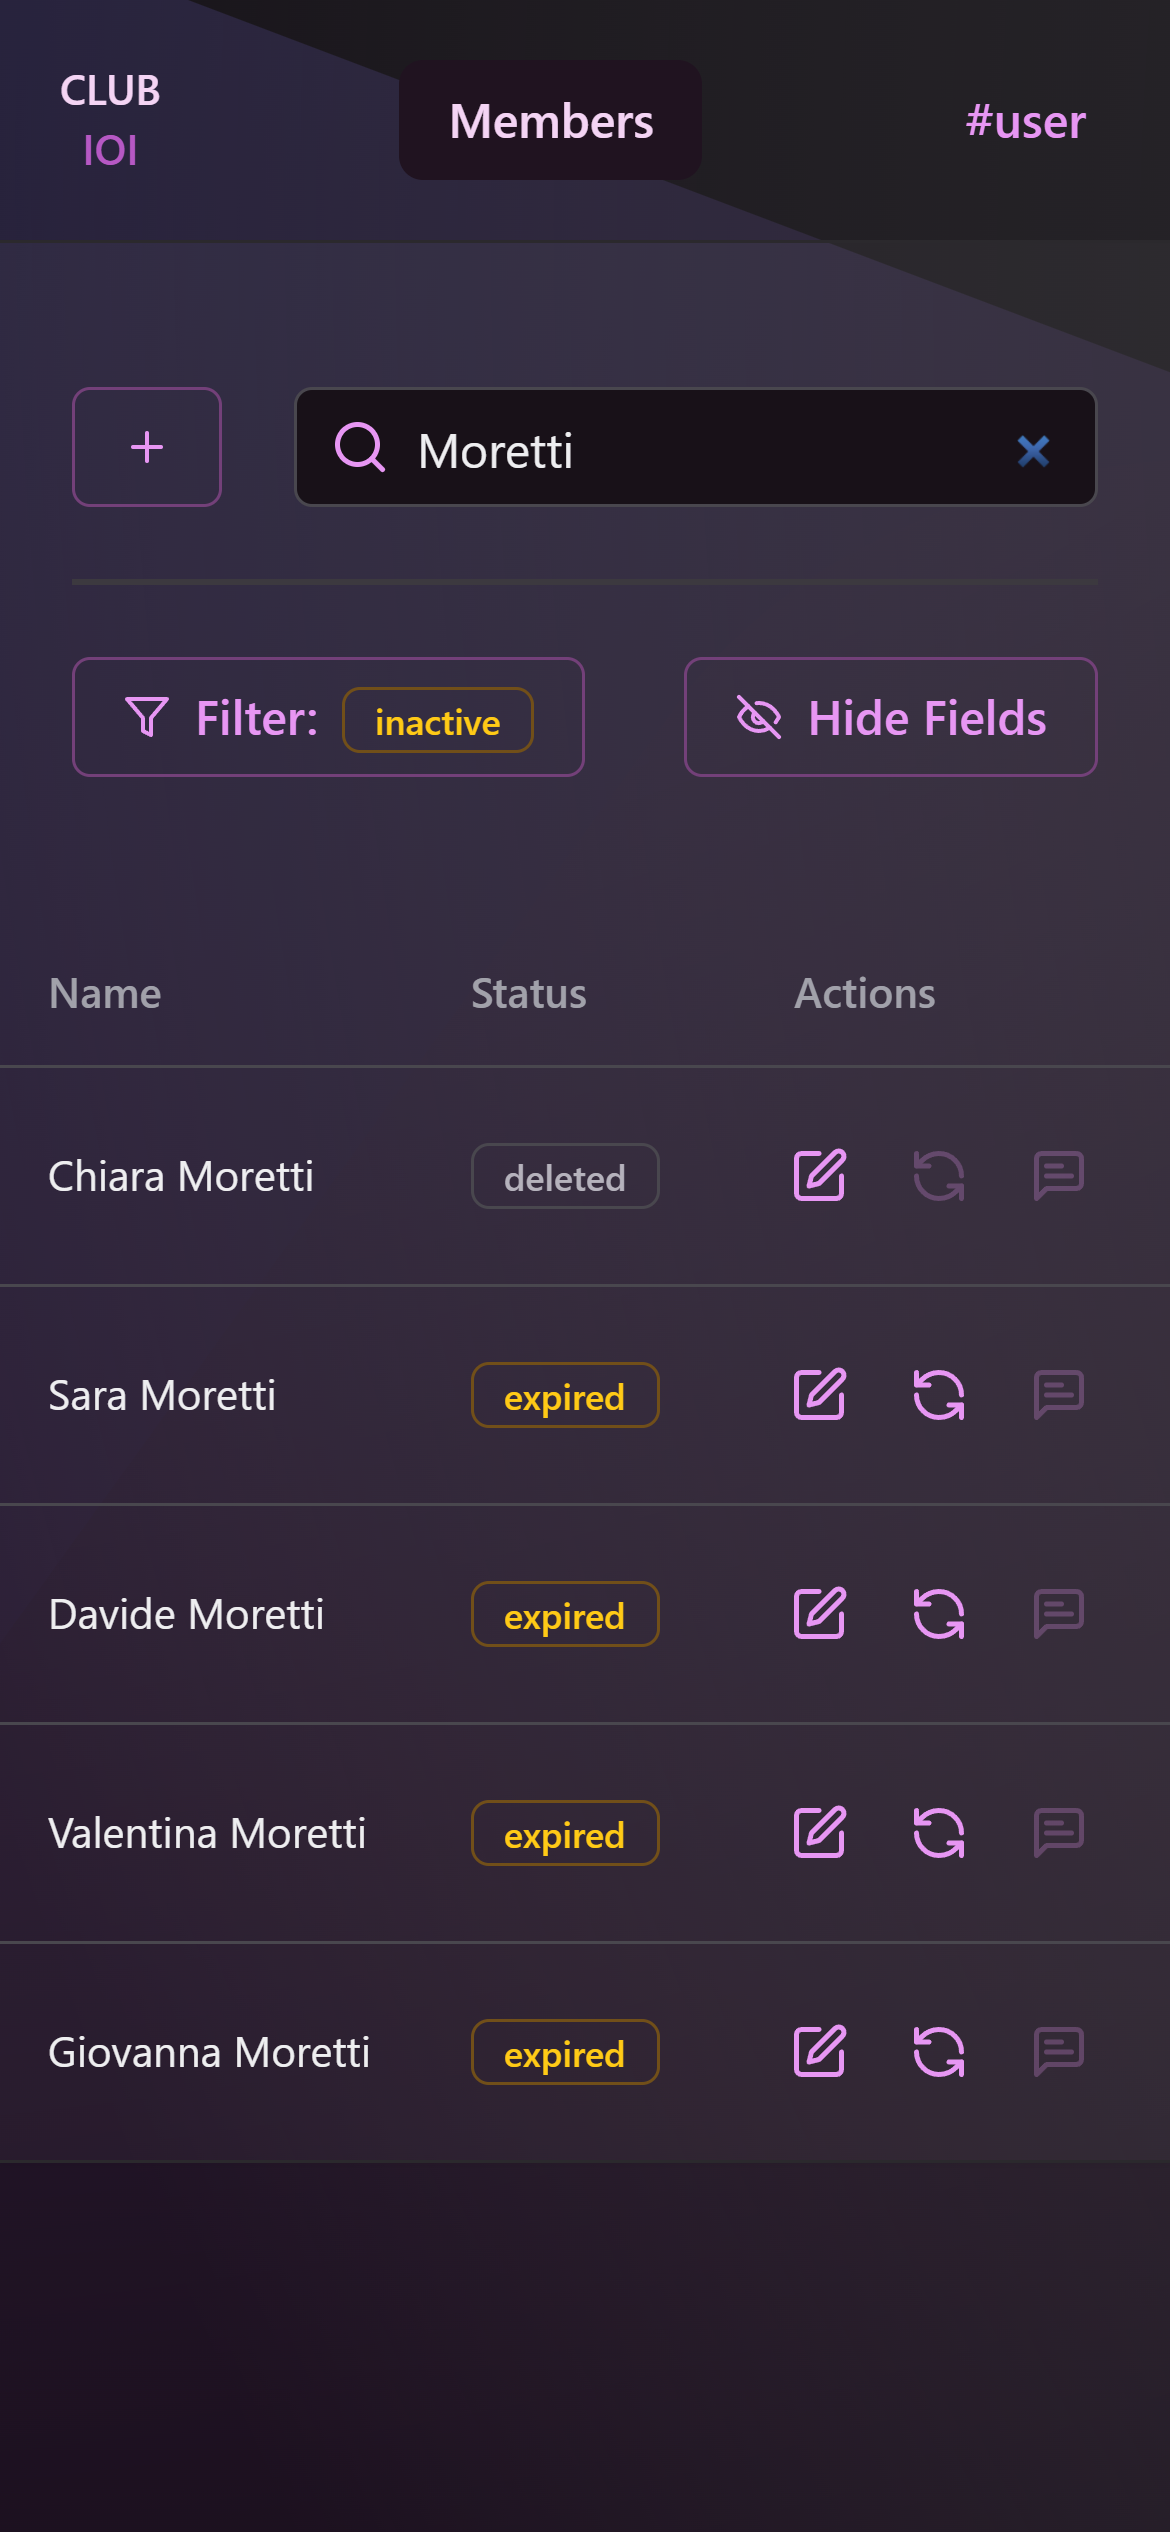 CLUB
IOI
Members
#user
Moretti
Filter: inactive
Hide Fields
Name Status Actions
Chiara Moretti deleted
Sara Moretti expired
Davide Moretti expired
Valentina Moretti expired
Giovanna Moretti expired